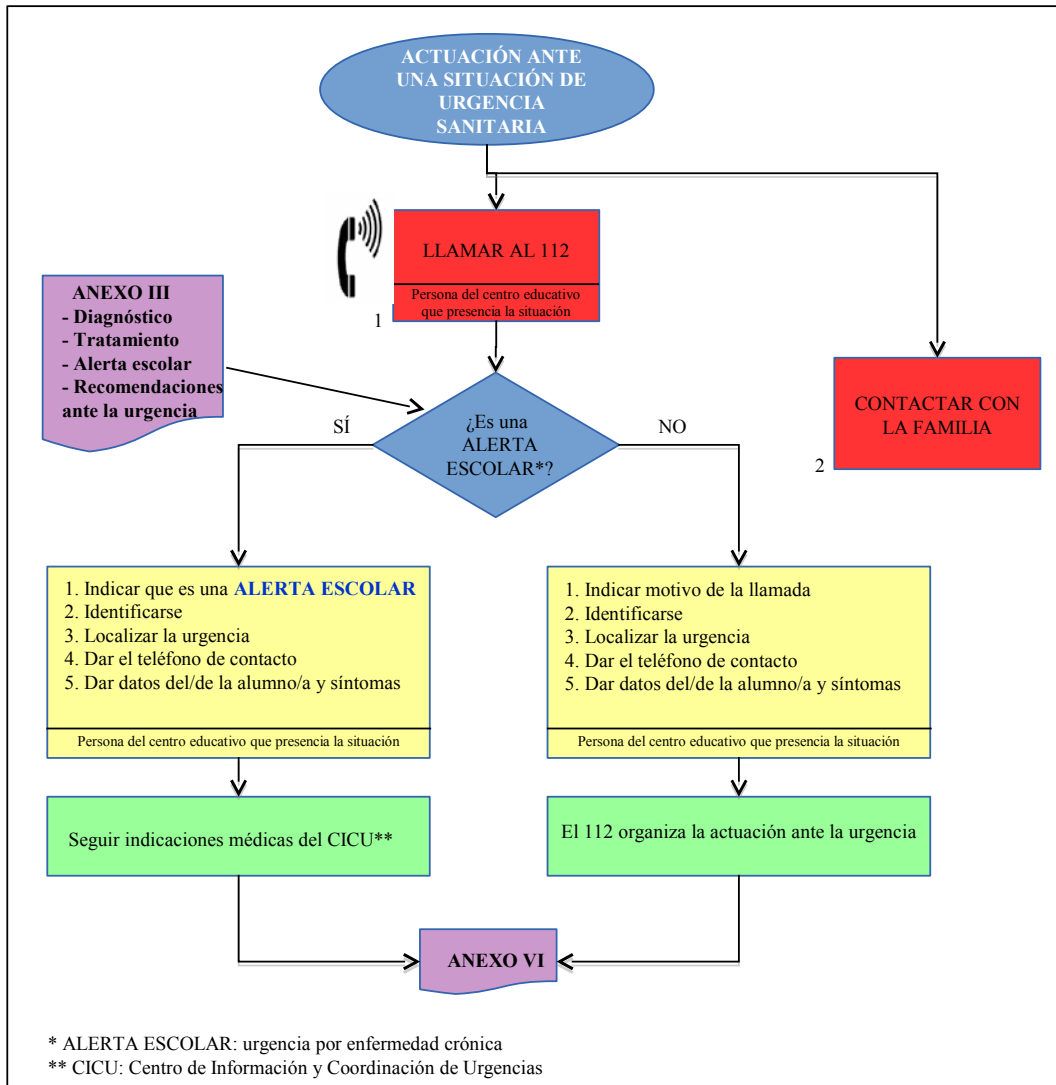 ACTUACIÓN ANTE
UNA SITUACIÓN DE
URGENCIA
SANITARIA
LLAMAR AL 112
Persona del centro educativo
que presencia la situación
1
ANEXO III
- Diagnóstico
- Tratamiento
- Alerta escolar
- Recomendaciones
ante la urgencia
CONTACTAR CON
LA FAMILIA
2
¿Es una
ALERTA
ESCOLAR*?
SÍ
NO
1. Indicar que es una ALERTA ESCOLAR
2. Identificarse
3. Localizar la urgencia
4. Dar el teléfono de contacto
5. Dar datos del/de la alumno/a y síntomas
Persona del centro educativo que presencia la situación
1. Indicar motivo de la llamada
2. Identificarse
3. Localizar la urgencia
4. Dar el teléfono de contacto
5. Dar datos del/de la alumno/a y síntomas
Persona del centro educativo que presencia la situación
Seguir indicaciones médicas del CICU**
El 112 organiza la actuación ante la urgencia
ANEXO VI
* ALERTA ESCOLAR: urgencia por enfermedad crónica
** CICU: Centro de Información y Coordinación de Urgencias